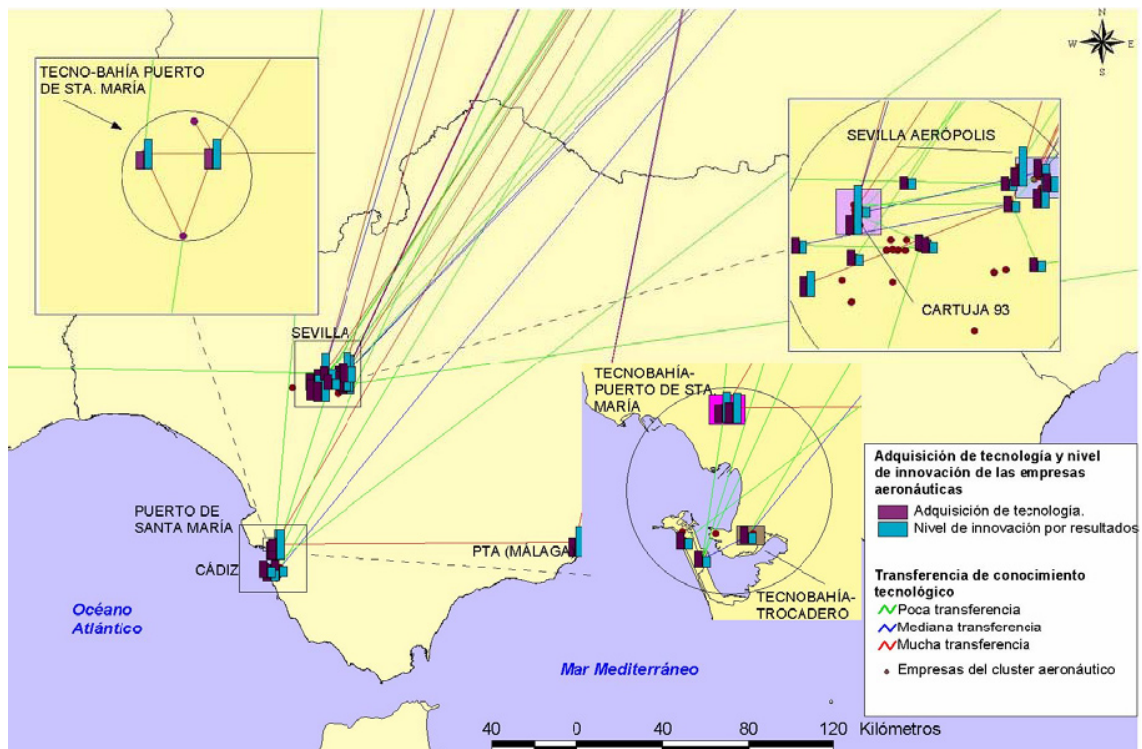 N
W
E
S
TECNO-BAHÍA PUERTO
DE STA. MARÍA
SEVILLA AERÓPOLIS
CARTUJA 93
SEVILLA
TECNOBAHÍA-
PUERTO DE STA
MARÍA
PUERTO DE
SANTA MARÍA
CÁDIZ
PTA (MÁLAGA
TECNOBAHÍA-
TROCADERO
Océano
Atlántico
Mar Mediterráneo
Adquisición de tecnología y nivel
de innovación de las empresas
aeronáuticas
Adquisición de tecnología.
Nivel de innovación por resultados
Transferencia de conocimiento
tecnológico
Poca transferencia
Mediana transferencia
Mucha transferencia
Empresas del cluster aeronáutico
40 0 40 80 120 Kilómetros